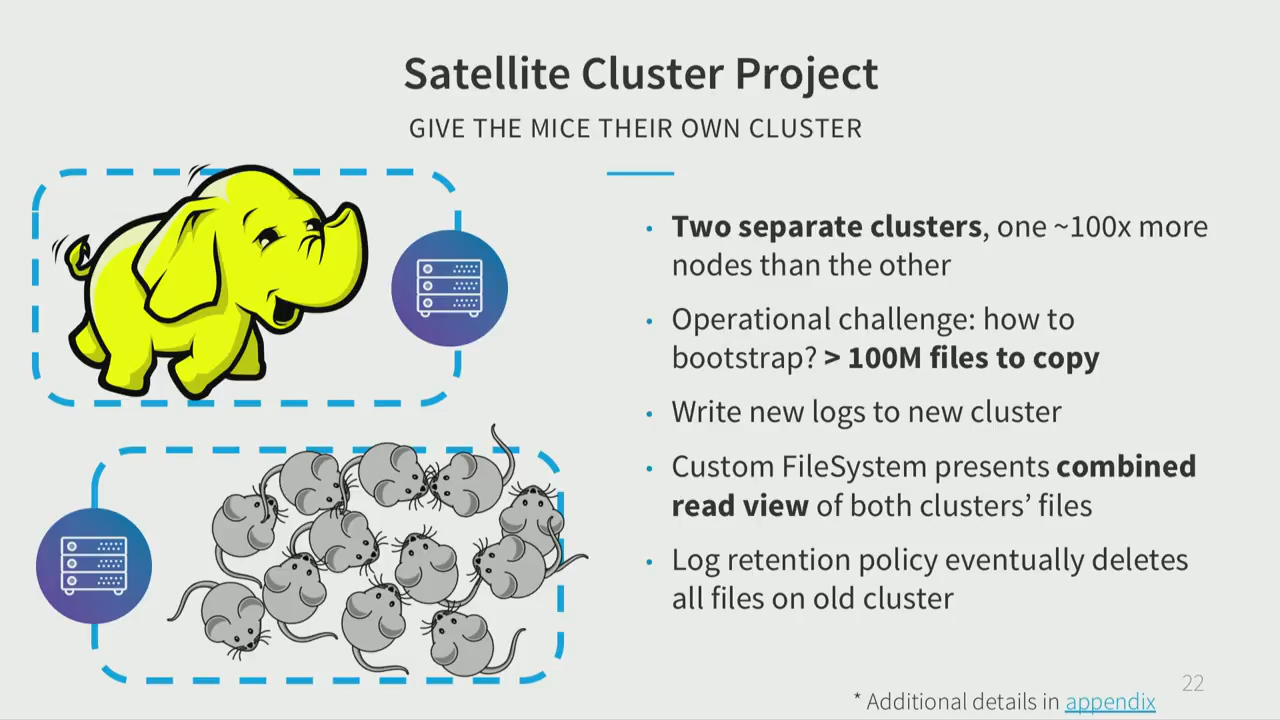 Satellite Cluster Project
GIVE THE MICE THEIR OWN CLUSTER
• Two separate clusters, one ~100x more
nodes than the other
• Operational challenge: how to
bootstrap? > 100M files to copy
• Write new logs to new cluster
• Custom FileSystem presents combined
read view of both clusters’ files
• Log retention policy eventually deletes
all files on old cluster
* Additional details in appendix
22